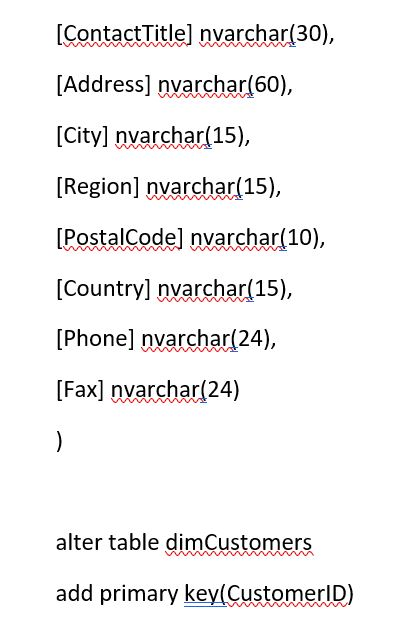 [ContactTitle] nvarchar(30),
[Address] nvarchar(60),
[City] nvarchar(15),
[Region] nvarchar(15),
[PostalCode] nvarchar(10),
[Country] nvarchar(15),
[Phone] nvarchar(24),
[Fax] nvarchar(24)
)
alter table dimCustomers
add primary key(CustomerID)